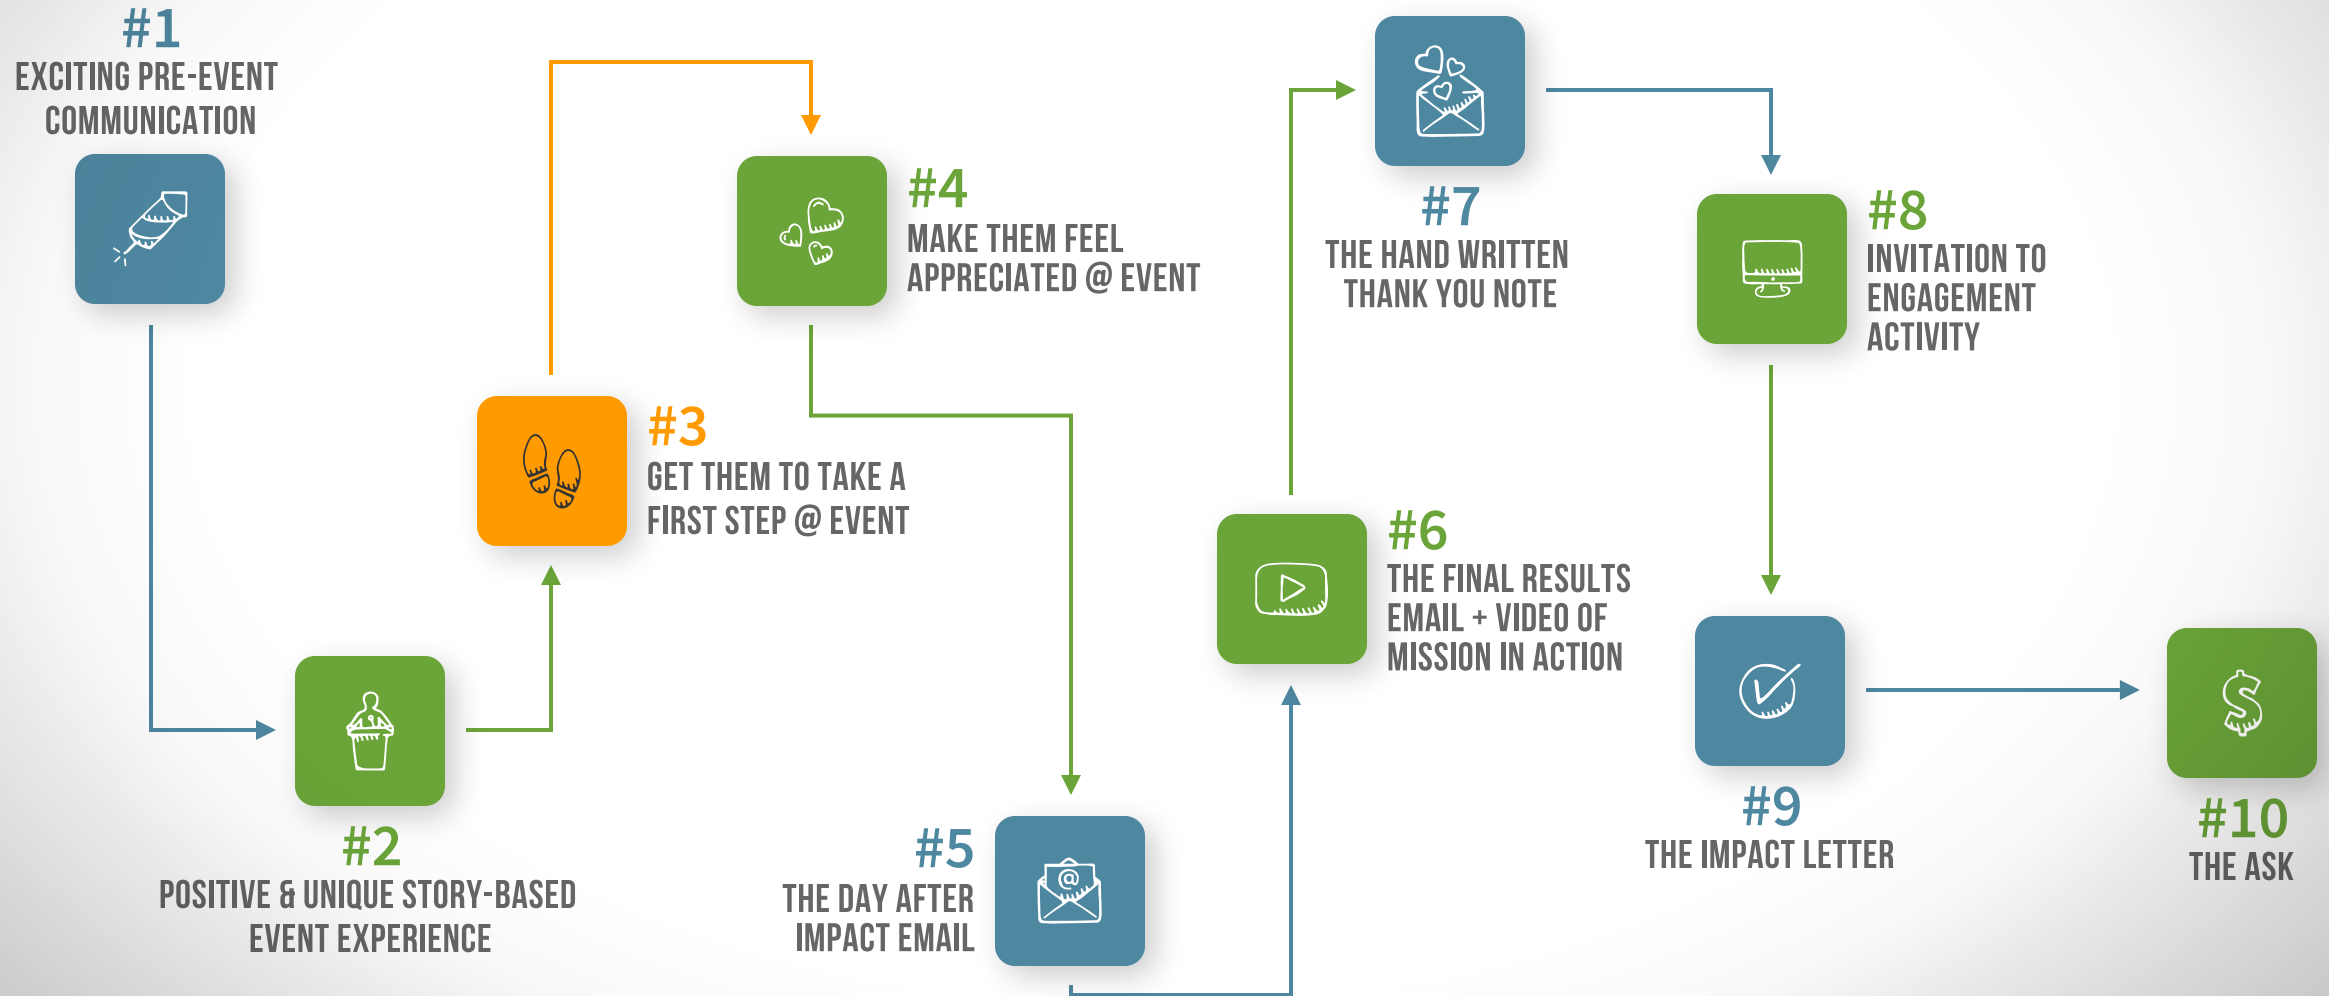 #1
EXCITING PRE-EVENT
COMMUNICATION
#2
POSITIVE & UNIQUE STORY-BASED
EVENT EXPERIENCE
#3
GET THEM TO TAKE A
FIRST STEP @ EVENT
#4
MAKE THEM FEEL
APPRECIATED @ EVENT
#5
THE DAY AFTER
IMPACT EMAIL
@
#6
THE FINAL RESULTS
EMAIL + VIDEO OF
MISSION IN ACTION
#7
THE HAND WRITTEN
THANK YOU NOTE
#8
INVITATION TO
ENGAGEMENT
ACTIVITY
#9
THE IMPACT LETTER
$
#10
THE ASK